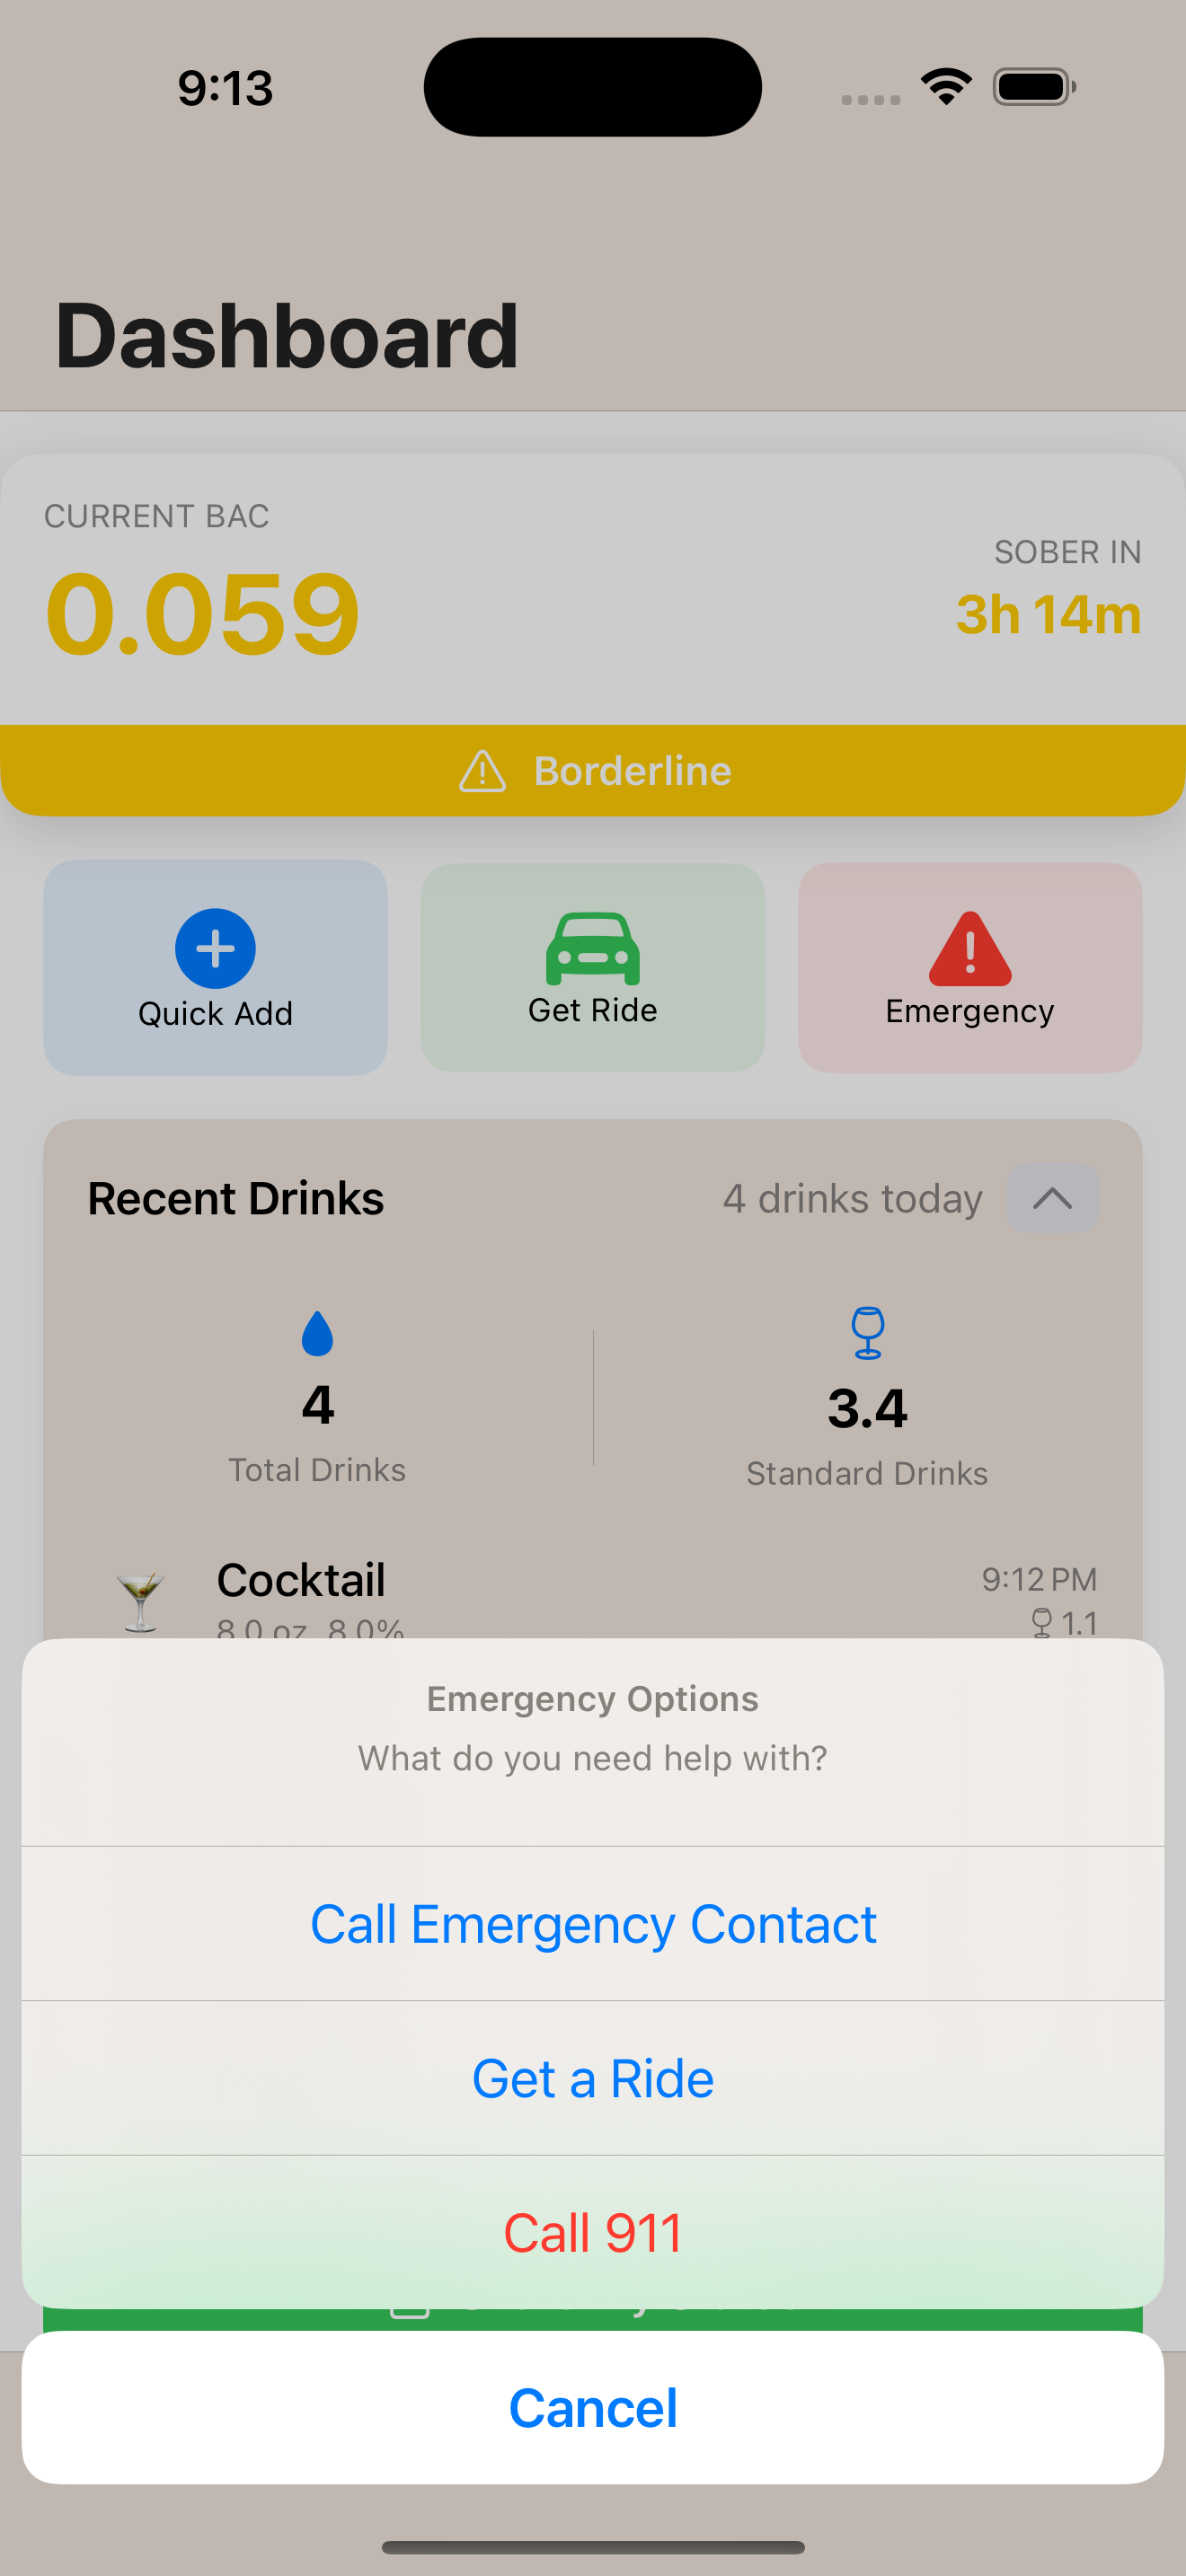 9:13
Dashboard
CURRENT BAC
0.059
SOBER IN
3h 14m
Borderline
Quick Add
Get Ride
Emergency
Recent Drinks
4 drinks today
4
Total Drinks
3.4
Standard Drinks
Cocktail
9:12 PM
8.0 oz 8.0%
1.1
Emergency Options
What do you need help with?
Call Emergency Contact
Get a Ride
Call 911
Cancel